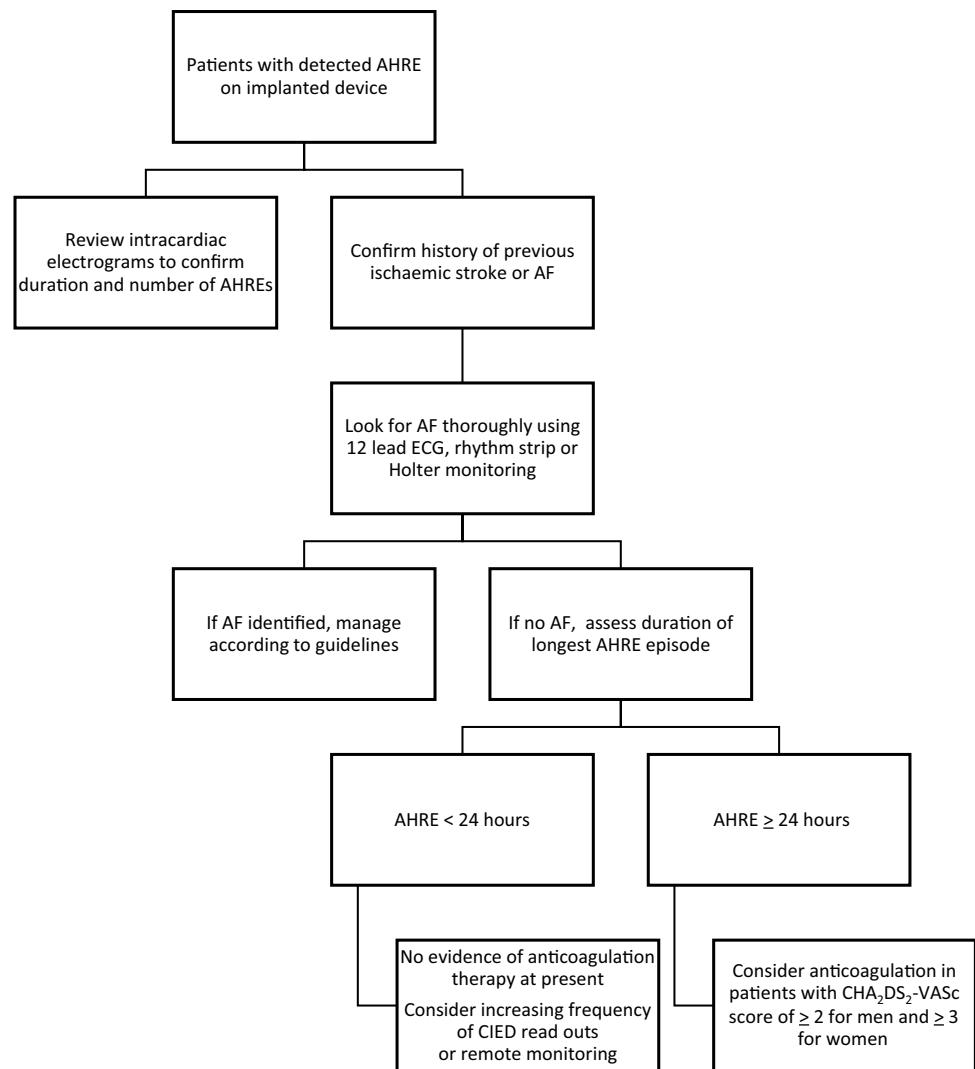 Patients with detected AHRE
on implanted device
Review intracardiac
electrograms to confirm
duration and number of AHREs
Confirm history of previous
ischaemic stroke or AF
Look for AF thoroughly using
12 lead ECG, rhythm strip or
Holter monitoring
If AF identified, manage
according to guidelines
If no AF, assess duration of
longest AHRE episode
AHRE < 24 hours
AHRE ≥ 24 hours
No evidence of anticoagulation
therapy at present
Consider increasing frequency
of CIED read outs
or remote monitoring
Consider anticoagulation in
patients with CHA₂DS₂-VASc
score of ≥ 2 for men and ≥ 3
for women